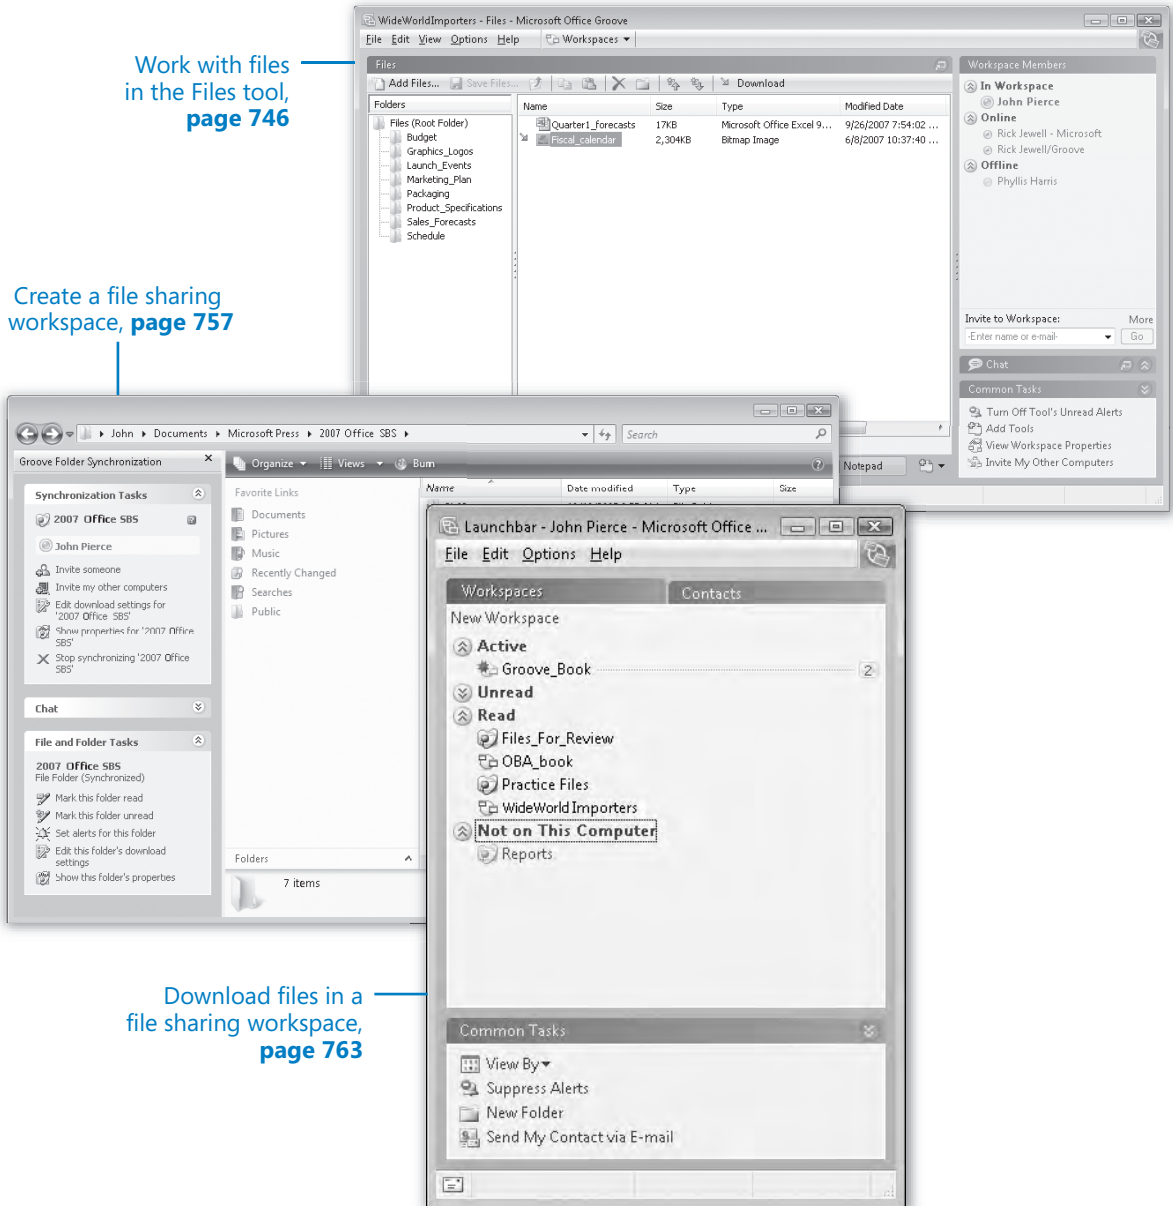 WideWorldImporters - Files - Microsoft Office Groove
File Edit View Options Help Workspaces
Work with files
in the Files tool,
page 746
Files
Add Files... Save Files... Download
Folders
Files (Root Folder)
Budget
Graphics_Logos
Launch_Events
Marketing_Plan
Packaging
Product_Specifications
Sales_Forecasts
Schedule
Name Size Type Modified Date
Quarter1_forecasts 17KB Microsoft Office Excel 9... 9/26/2007 7:54:02 ...
Fiscal_calendar 2,304KB Bitmap Image 6/8/2007 10:37:40 ...
Workspace Members
In Workspace
John Pierce
Online
Rick Jewell - Microsoft
Rick Jewell/Groove
Offline
Phyllis Harris
Invite to Workspace: More
-Enter name or e-mail- Go
Chat
Common Tasks
Turn Off Tool's Unread Alerts
Add Tools
View Workspace Properties
Invite My Other Computers
Notepad
Create a file sharing
workspace, page 757
John Documents Microsoft Press 2007 Office SBS Search
Groove Folder Synchronization
Organize Views Burn
Synchronization Tasks
2007 Office SBS
John Pierce
Invite someone
Invite my other computers
Edit download settings for
'2007 Office SBS'
Show properties for '2007 Office
SBS'
Stop synchronizing '2007 Office
SBS'
Chat
File and Folder Tasks
2007 Office SBS
File Folder (Synchronized)
Mark this folder read
Mark this folder unread
Set alerts for this folder
Edit this folder's download
settings
Show this folder's properties
Favorite Links
Documents
Pictures
Music
Recently Changed
Searches
Public
Folders
7 items
Name Date modified Type Size
Launchbar - John Pierce - Microsoft Office ...
File Edit Options Help
Workspaces Contacts
New Workspace
Active
Groove_Book 2
Unread
Read
Files_For_Review
OBA_book
Practice Files
WideWorld Importers
Not on This Computer
Reports
Common Tasks
View By
Suppress Alerts
New Folder
Send My Contact via E-mail
Download files in a
file sharing workspace,
page 763